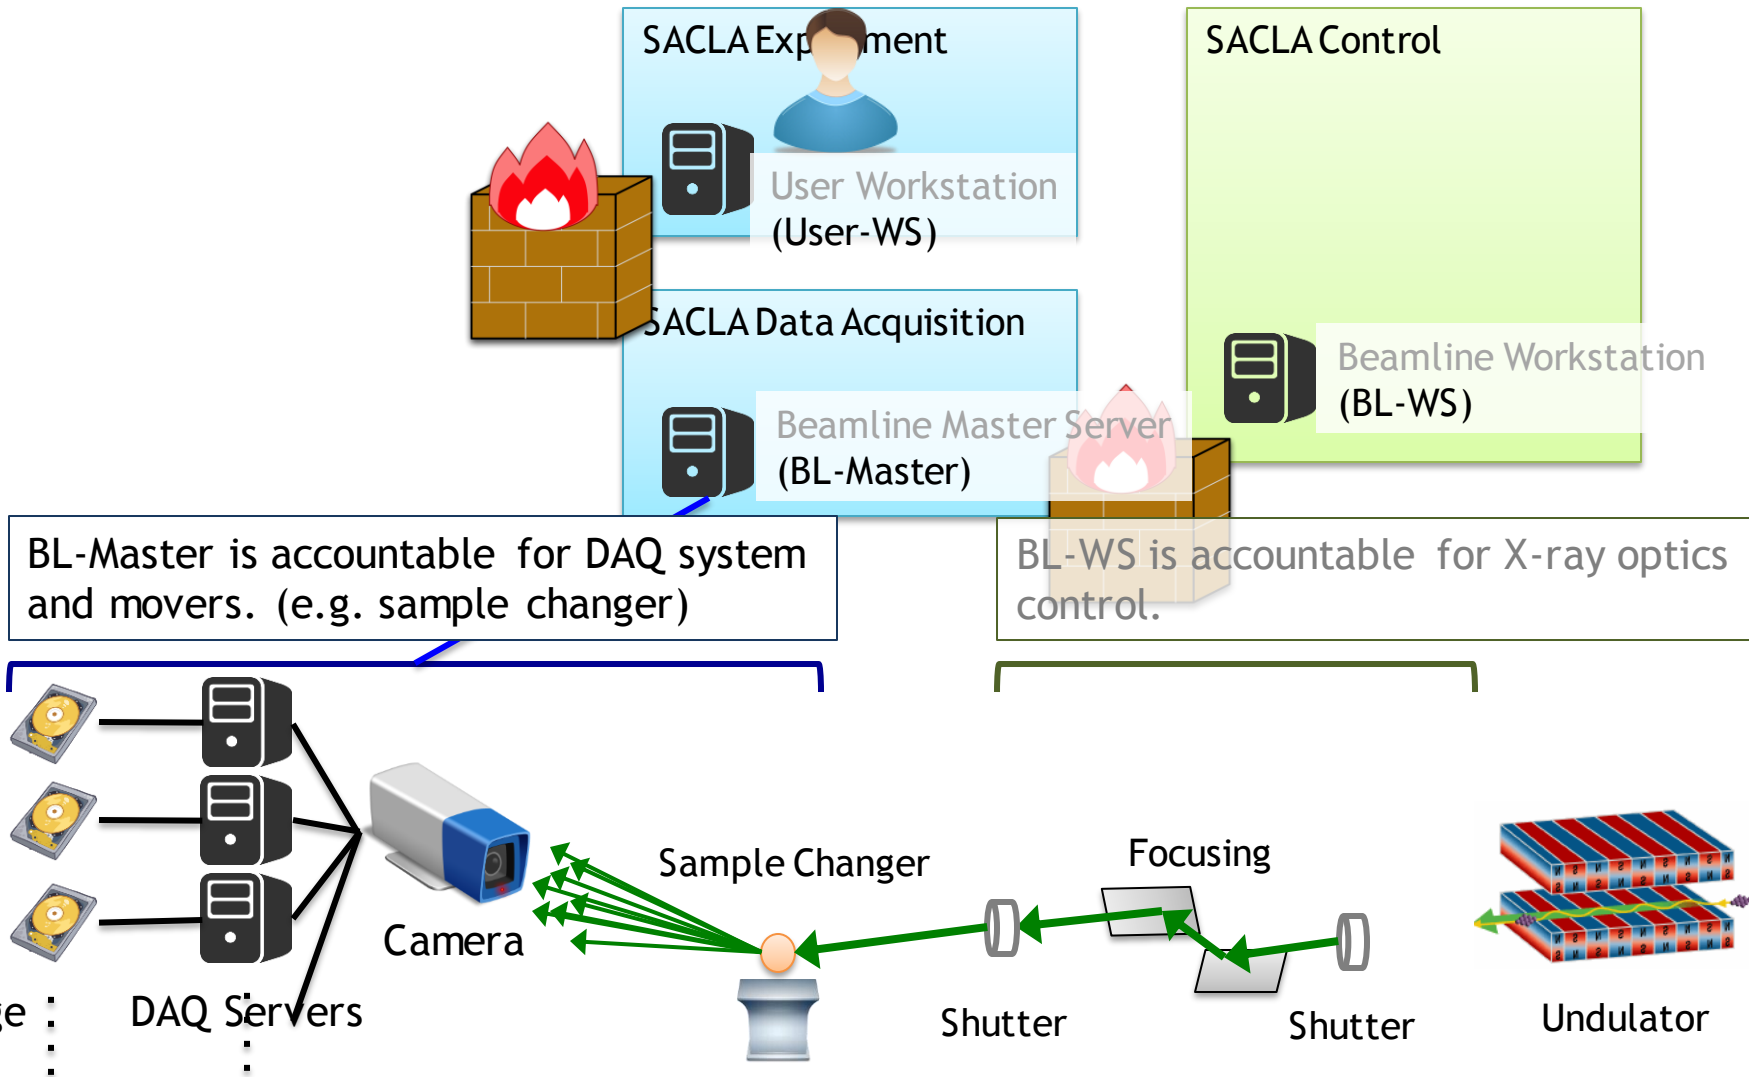 SACLA Experiment
SACLA Control
User Workstation
(User-WS)
SACLA Data Acquisition
Beamline Workstation
(BL-WS)
Beamline Master Server
(BL-Master)
BL-Master is accountable for DAQ system
and movers. (e.g. sample changer)
BL-WS is accountable for X-ray optics
control.
Sample Changer
Focusing
Camera
DAQ Servers
Shutter
Shutter
Undulator